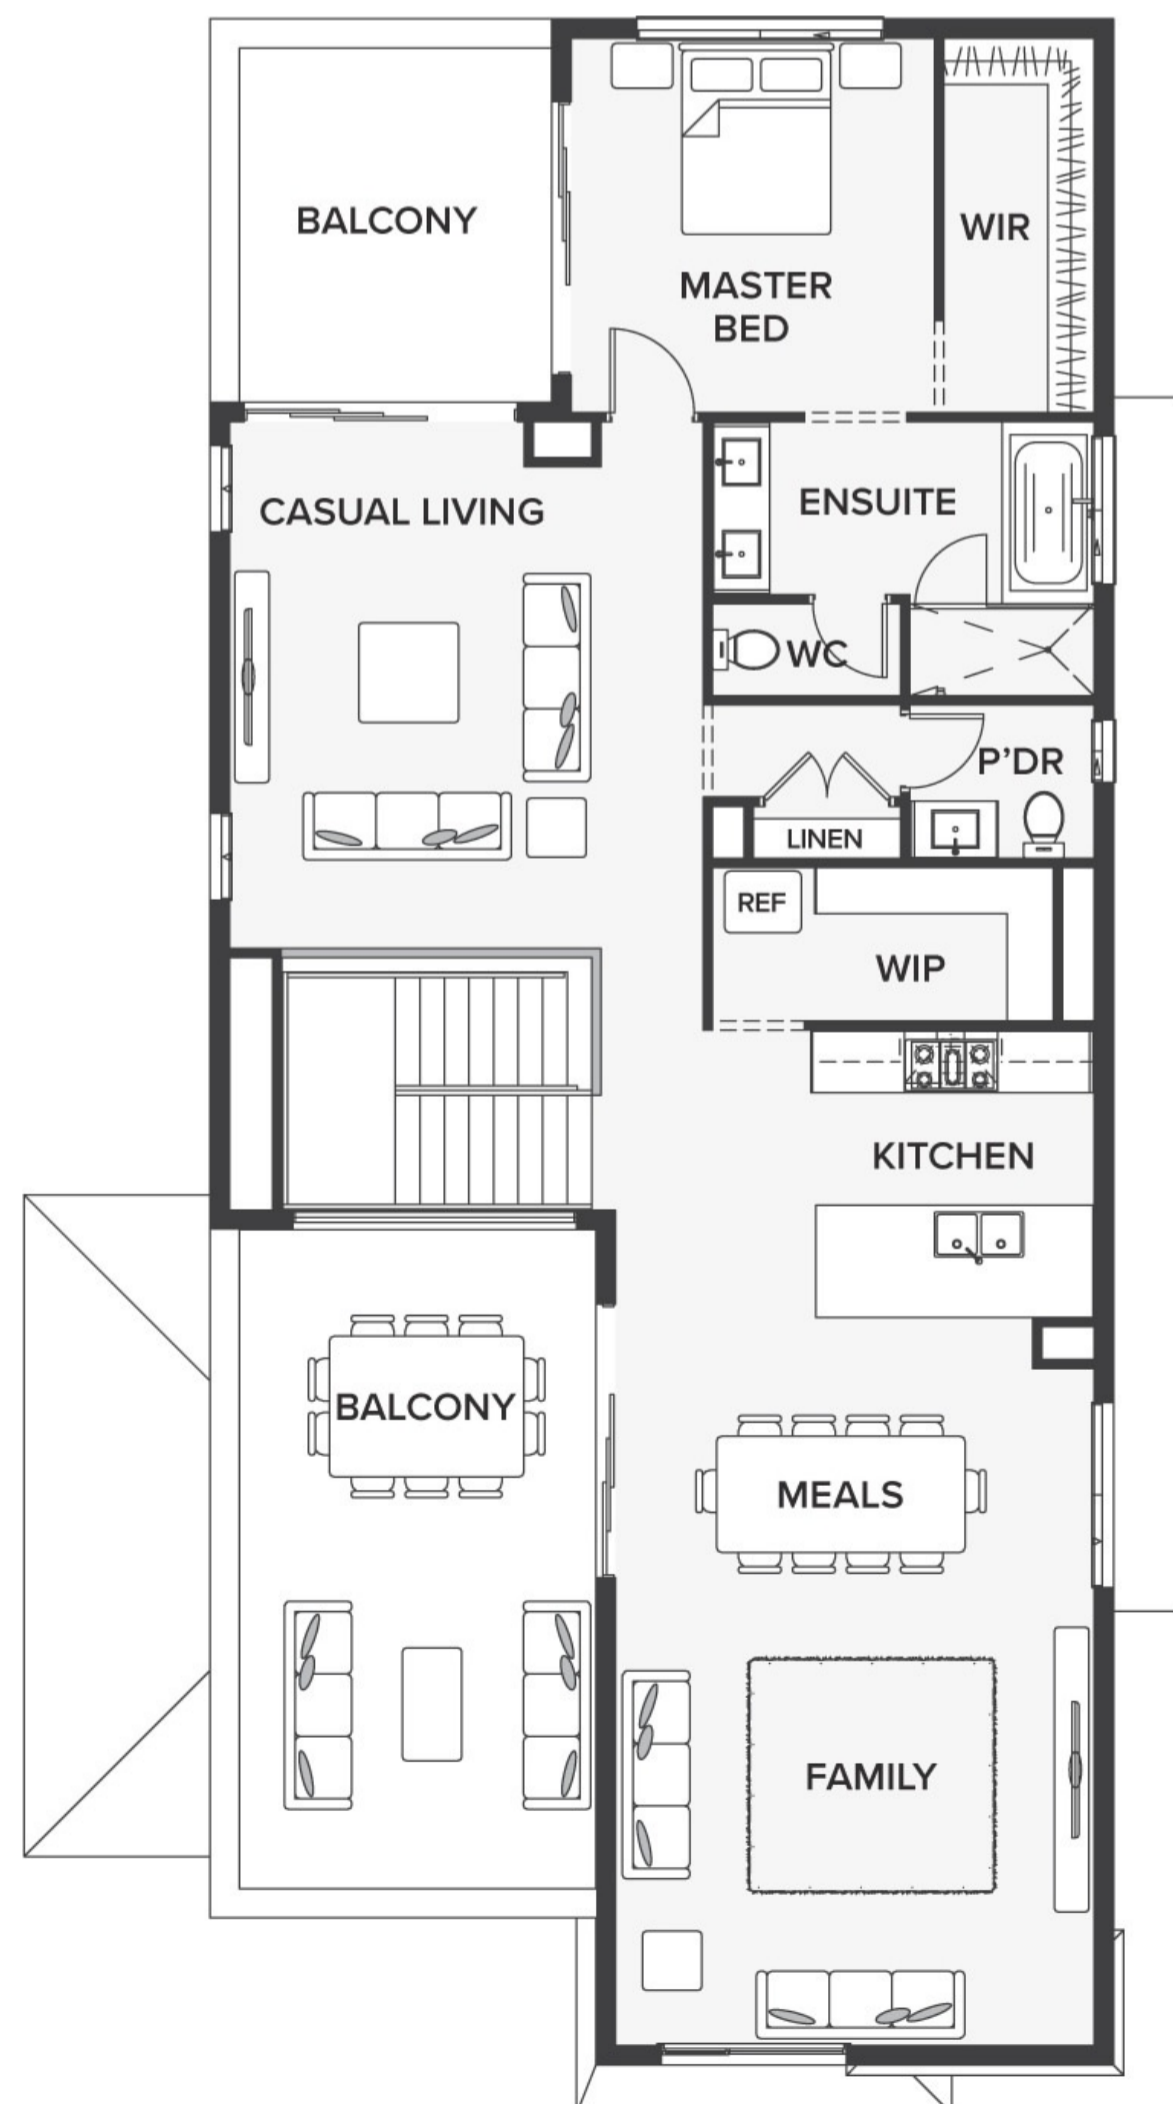 BALCONY
WIR
MASTER
BED
ENSUITE
CASUAL LIVING
WC
P'DR
LINEN
REF
WIP
KITCHEN
BALCONY
MEALS
FAMILY